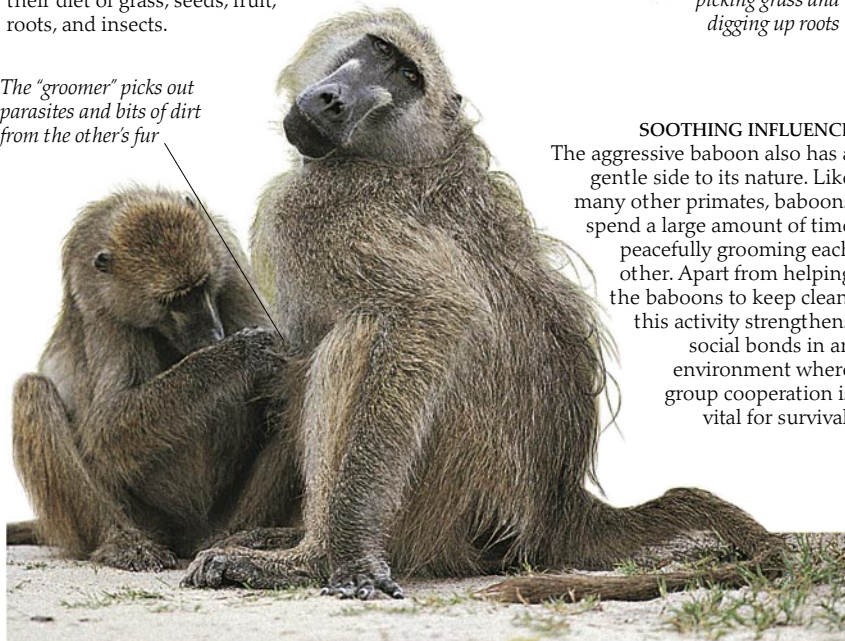 their diet of grass, seeds, fruit,
roots, and insects.
The "groomer" picks out
parasites and bits of dirt
from the other's fur
picking grass and
digging up roots
SOOTHING INFLUENCE
The aggressive baboon also has a
gentle side to its nature. Like
many other primates, baboons
spend a large amount of time
peacefully grooming each
other. Apart from helping
the baboons to keep clean
this activity strengthens
social bonds in an
environment where
group cooperation is
vital for survival